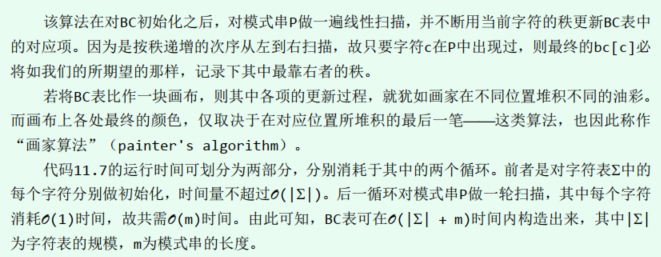 该算法在对BC初始化之后，对模式串P做一遍线性扫描，并不断用当前字符的秩更新BC表中
的对应项。因为是按秩递增的次序从左到右扫描，故只要字符c在P中出现过，则最终的bc[c]必
将如我们的所期望的那样，记录下其中最靠右者的秩。
若将BC表比作一块画布，则其中各项的更新过程，就犹如画家在不同位置堆积不同的油彩。
而画布上各处最终的颜色，仅取决于在对应位置所堆积的最后一笔——这类算法，也因此称作
“画家算法”（painter's algorithm）。
代码11.7的运行时间可划分为两部分，分别消耗于其中的两个循环。前者是对字符表Σ中的
每个字符分别做初始化，时间量不超过O(|Σ|)。后一循环对模式串P做一轮扫描，其中每个字符
消耗O(1)时间，故共需O(m)时间。由此可知，BC表可在O(|Σ| + m)时间内构造出来，其中|Σ|
为字符表的规模，m为模式串的长度。